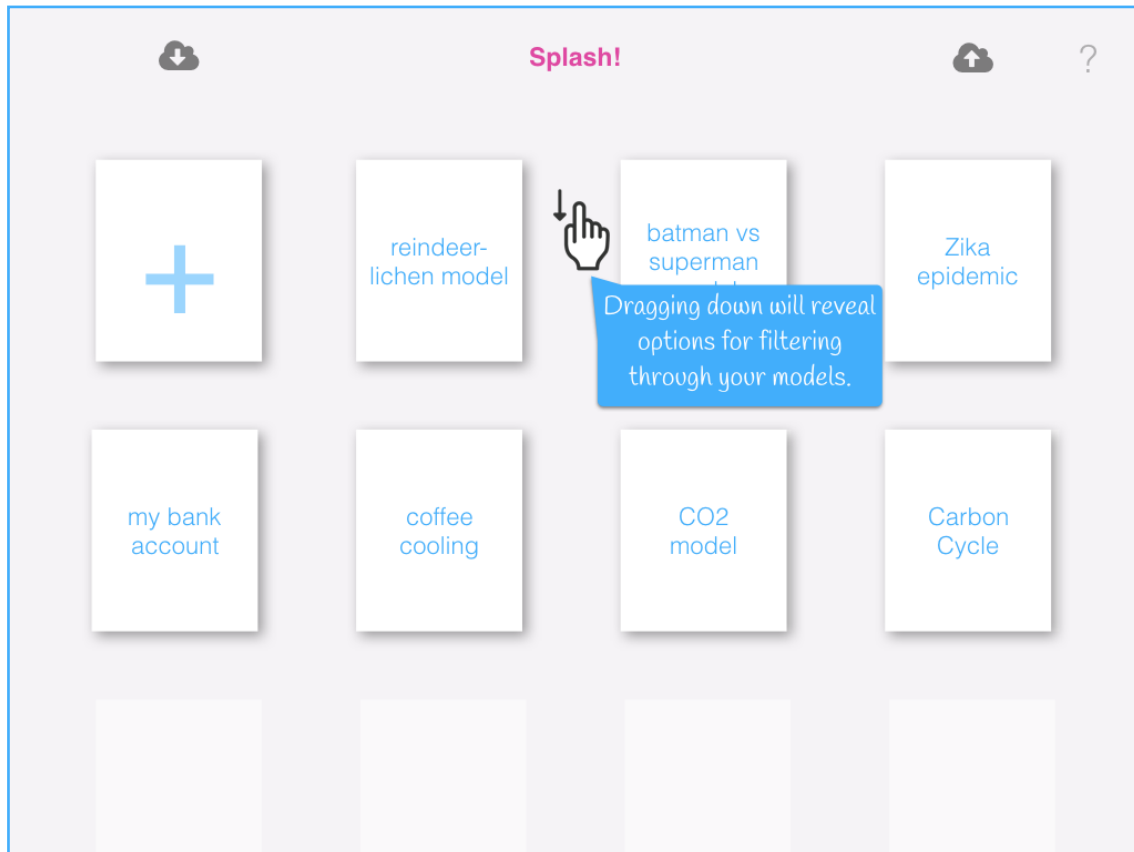 Splash!
?
+
reindeer-
lichen model
batman vs
superman
Zika
epidemic
Dragging down will reveal
options for filtering
through your models.
my bank
account
coffee
cooling
CO2
model
Carbon
Cycle